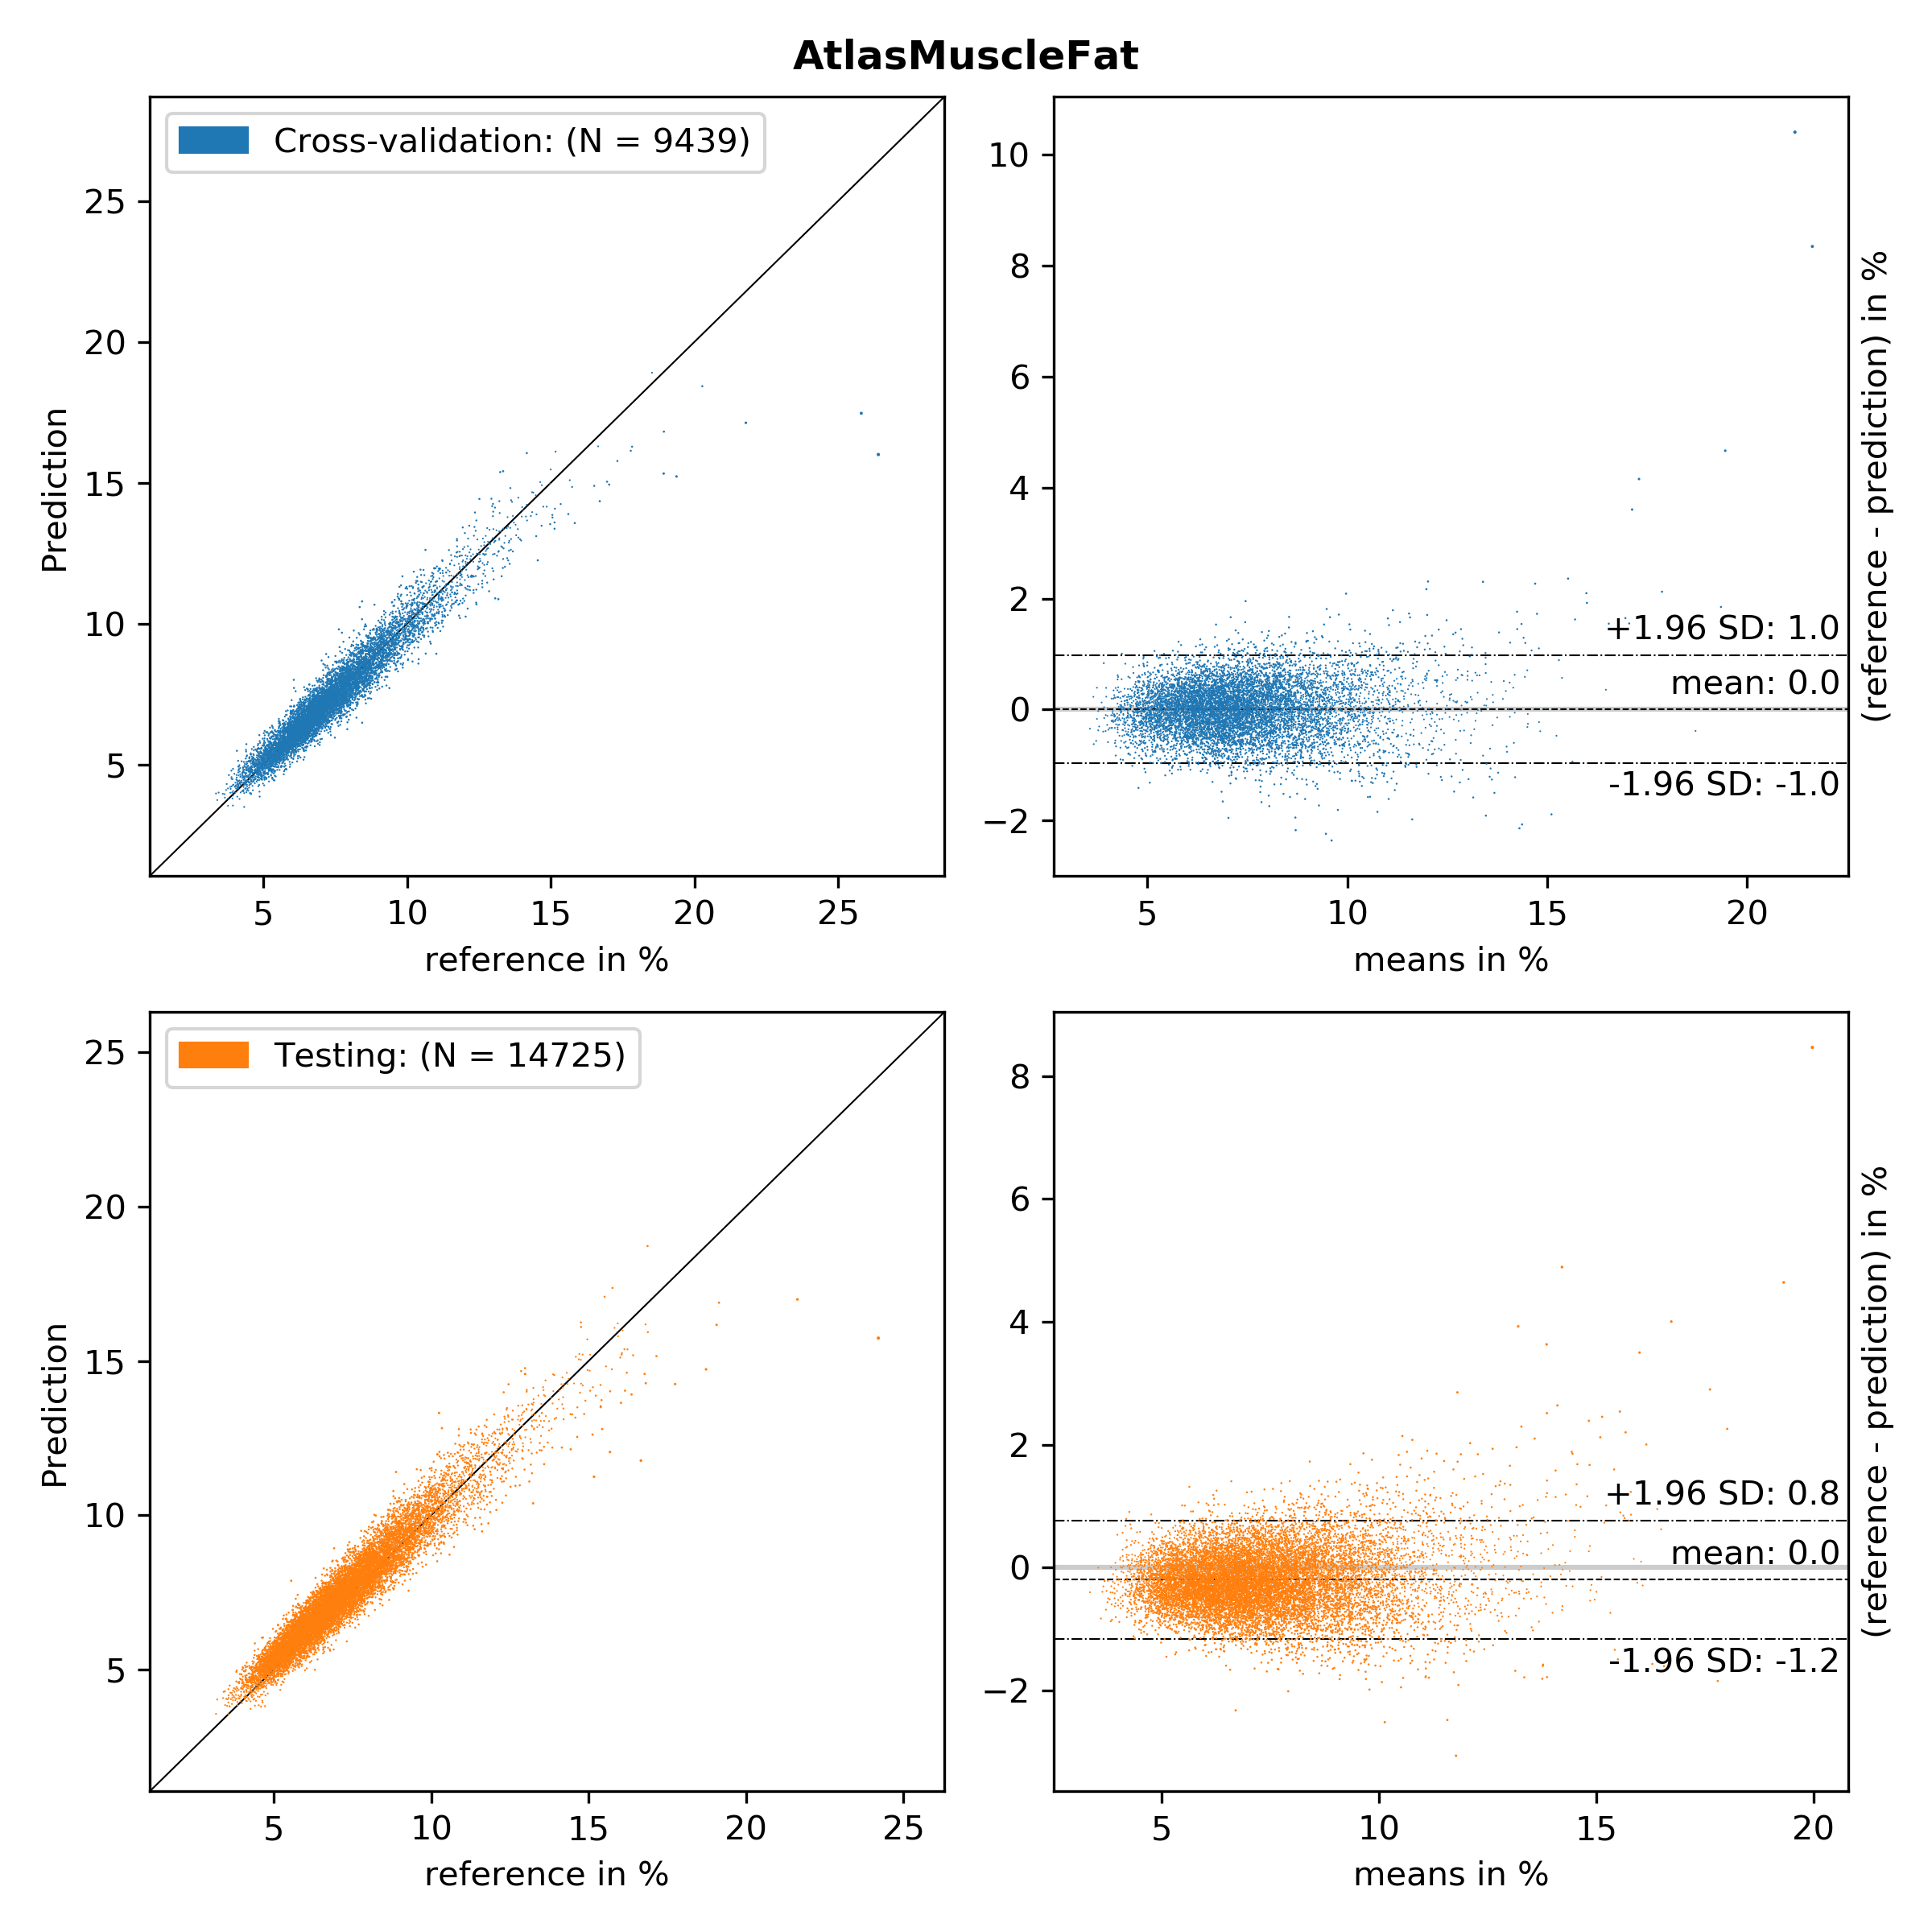 AtlasMuscleFat
Cross-validation: (N = 9439)
25
20
15
10
5
Prediction
5 10 15 20 25
reference in %
10
8
6
4
2
0
−2
+1.96 SD: 1.0
mean: 0.0
-1.96 SD: -1.0
(reference - prediction) in %
5 10 15 20
means in %
Testing: (N = 14725)
25
20
15
10
5
Prediction
5 10 15 20 25
reference in %
8
6
4
2
0
−2
+1.96 SD: 0.8
mean: 0.0
-1.96 SD: -1.2
(reference - prediction) in %
5 10 15 20
means in %